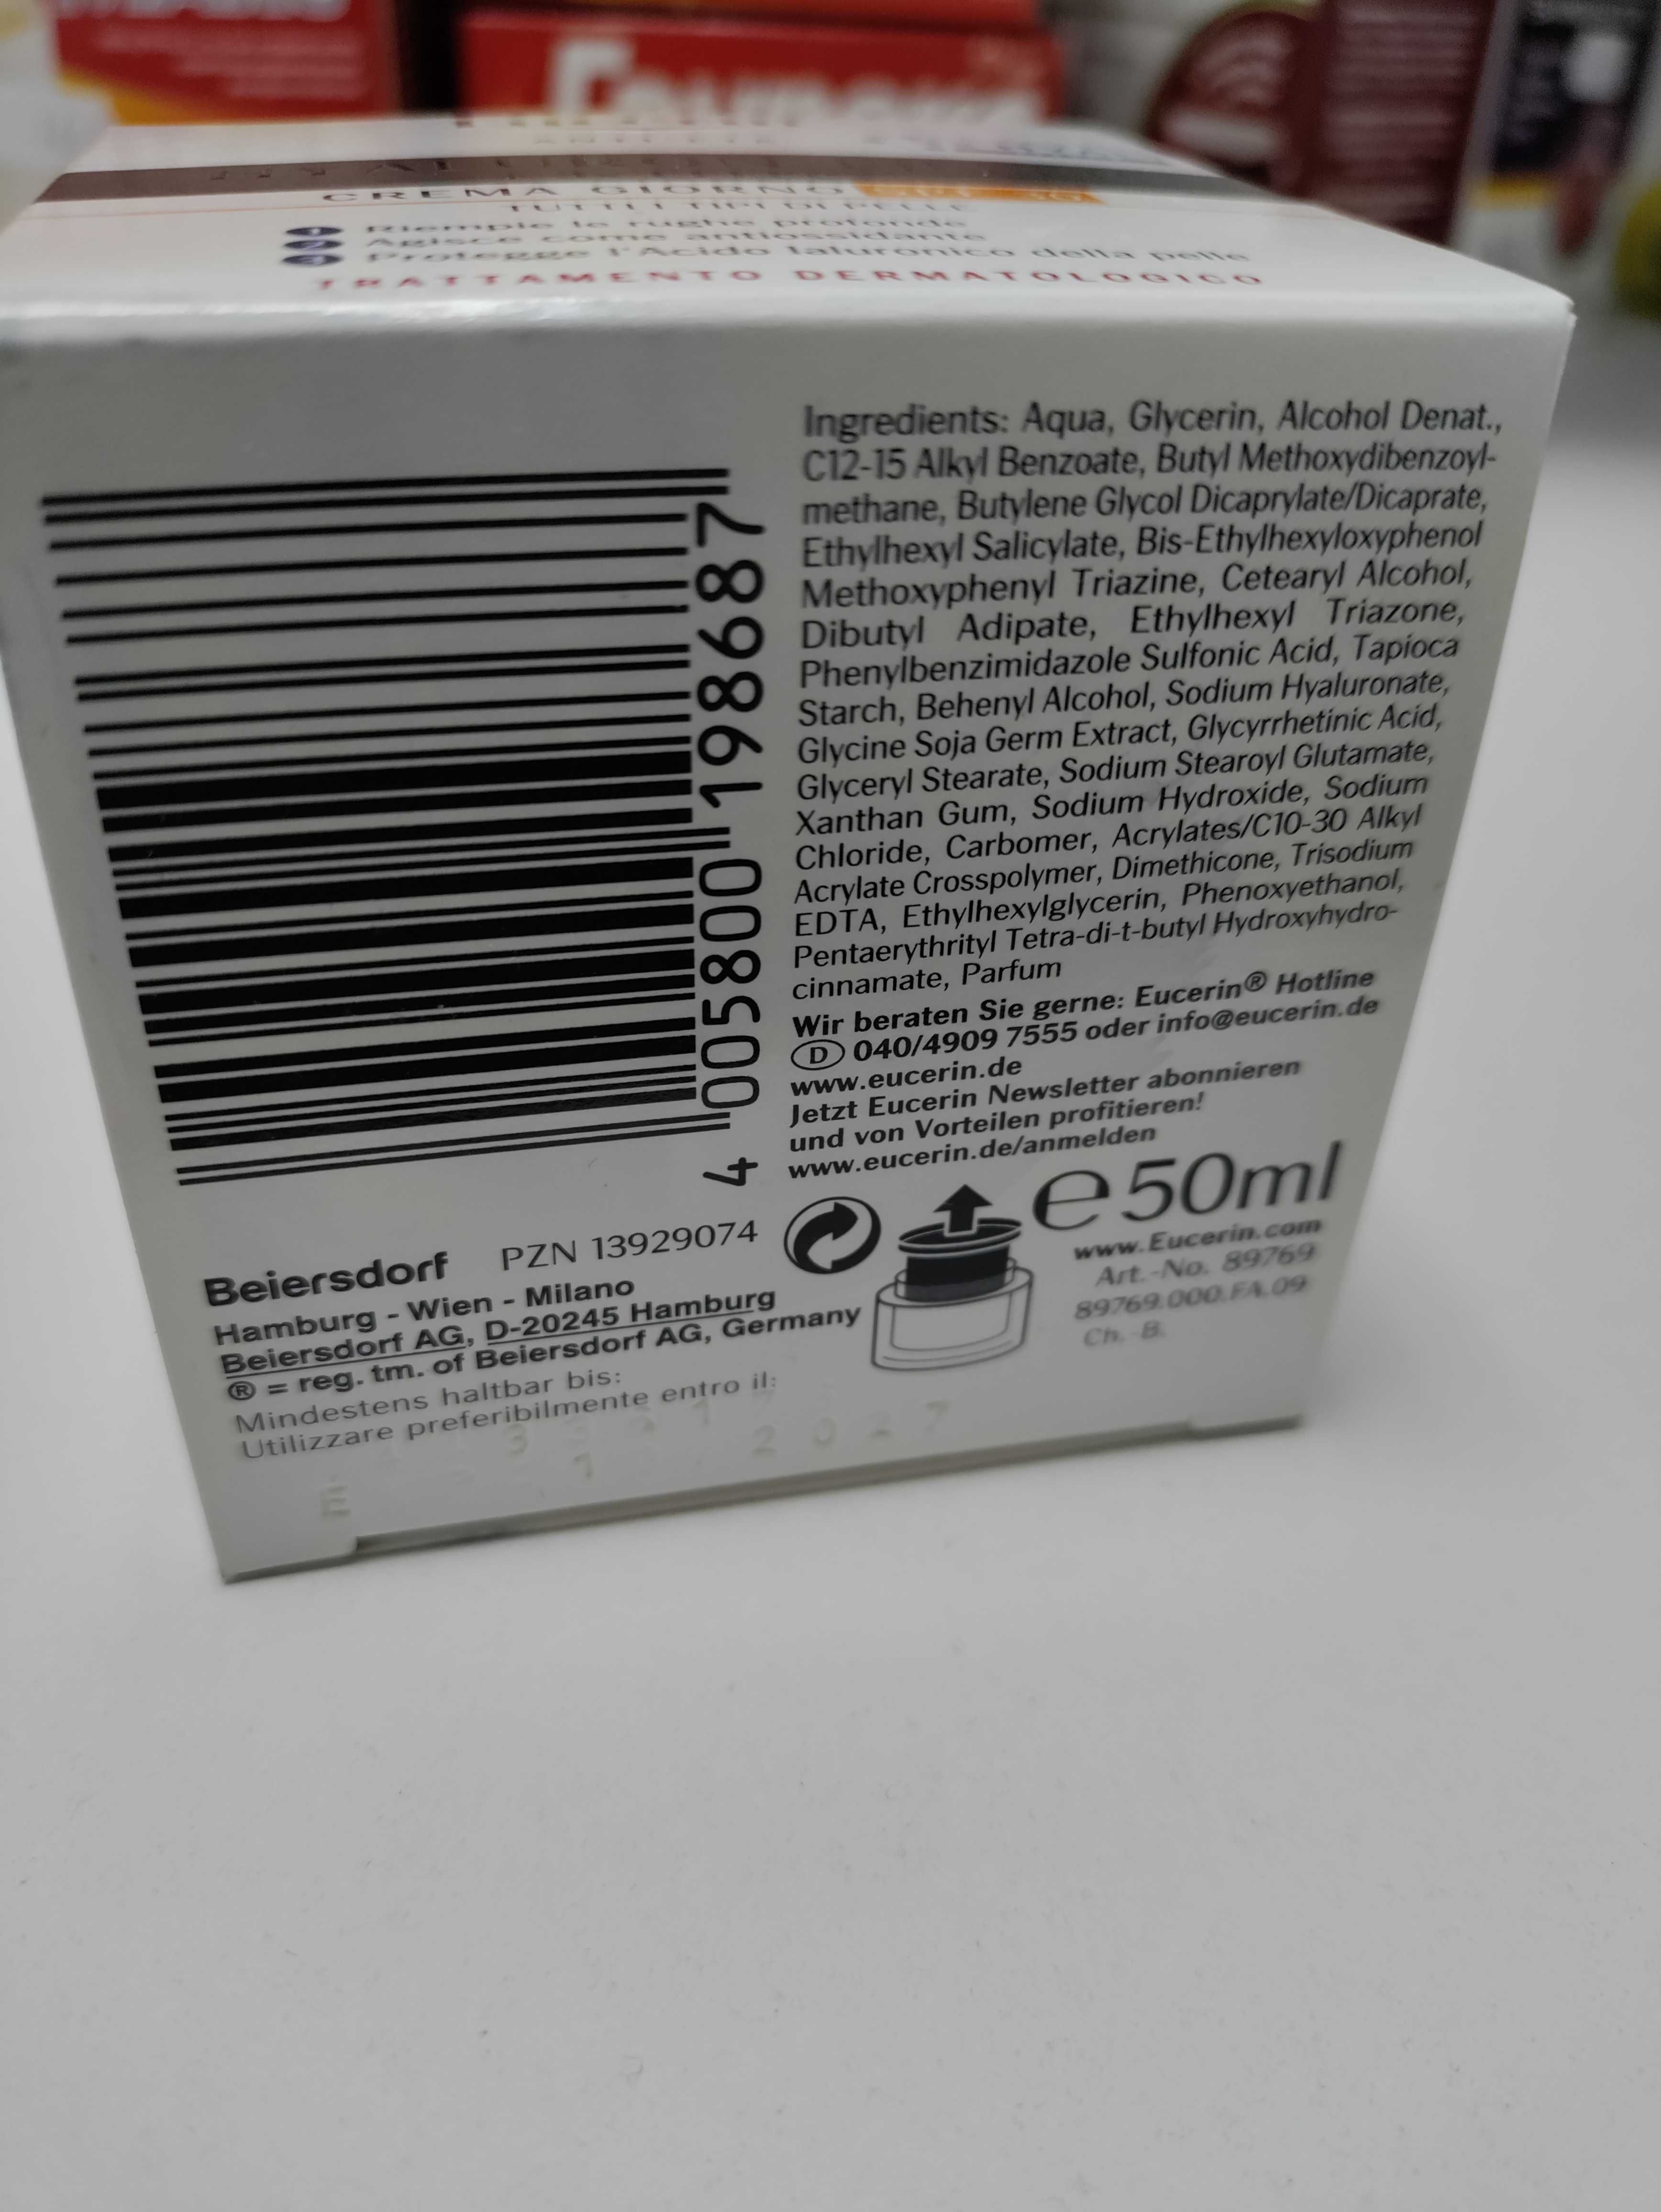 CREMA GIORNO
TUTTI I TIPI DI PELLE
1 Riempie le rughe profonde
2 Agisce come antiossidante
3 Protegge l'Acido Ialuronico della pelle
TRATTAMENTO DERMATOLOGICO
Ingredients: Aqua, Glycerin, Alcohol Denat.,
C12-15 Alkyl Benzoate, Butyl Methoxydibenzoyl-
methane, Butylene Glycol Dicaprylate/Dicaprate,
Ethylhexyl Salicylate, Bis-Ethylhexyloxyphenol
Methoxyphenyl Triazine, Cetearyl Alcohol,
Dibutyl Adipate, Ethylhexyl Triazone,
Phenylbenzimidazole Sulfonic Acid, Tapioca
Starch, Behenyl Alcohol, Sodium Hyaluronate,
Glycine Soja Germ Extract, Glycyrrhetinic Acid,
Glyceryl Stearate, Sodium Stearoyl Glutamate,
Xanthan Gum, Sodium Hydroxide, Sodium
Chloride, Carbomer, Acrylates/C10-30 Alkyl
Acrylate Crosspolymer, Dimethicone, Trisodium
EDTA, Ethylhexylglycerin, Phenoxyethanol,
Pentaerythrityl Tetra-di-t-butyl Hydroxyhydro-
cinnamate, Parfum
Wir beraten Sie gerne: Eucerin® Hotline
D 040/4909 7555 oder info@eucerin.de
www.eucerin.de
Jetzt Eucerin Newsletter abonnieren
und von Vorteilen profitieren!
www.eucerin.de/anmelden
4 005800 198687
e 50ml
www.Eucerin.com
Art.-No. 89769
89769.000.FA.09
Ch.-B.
Beiersdorf PZN 13929074
Hamburg - Wien - Milano
Beiersdorf AG, D-20245 Hamburg
® = reg. tm. of Beiersdorf AG, Germany
Mindestens haltbar bis:
Utilizzare preferibilmente entro il:
2027